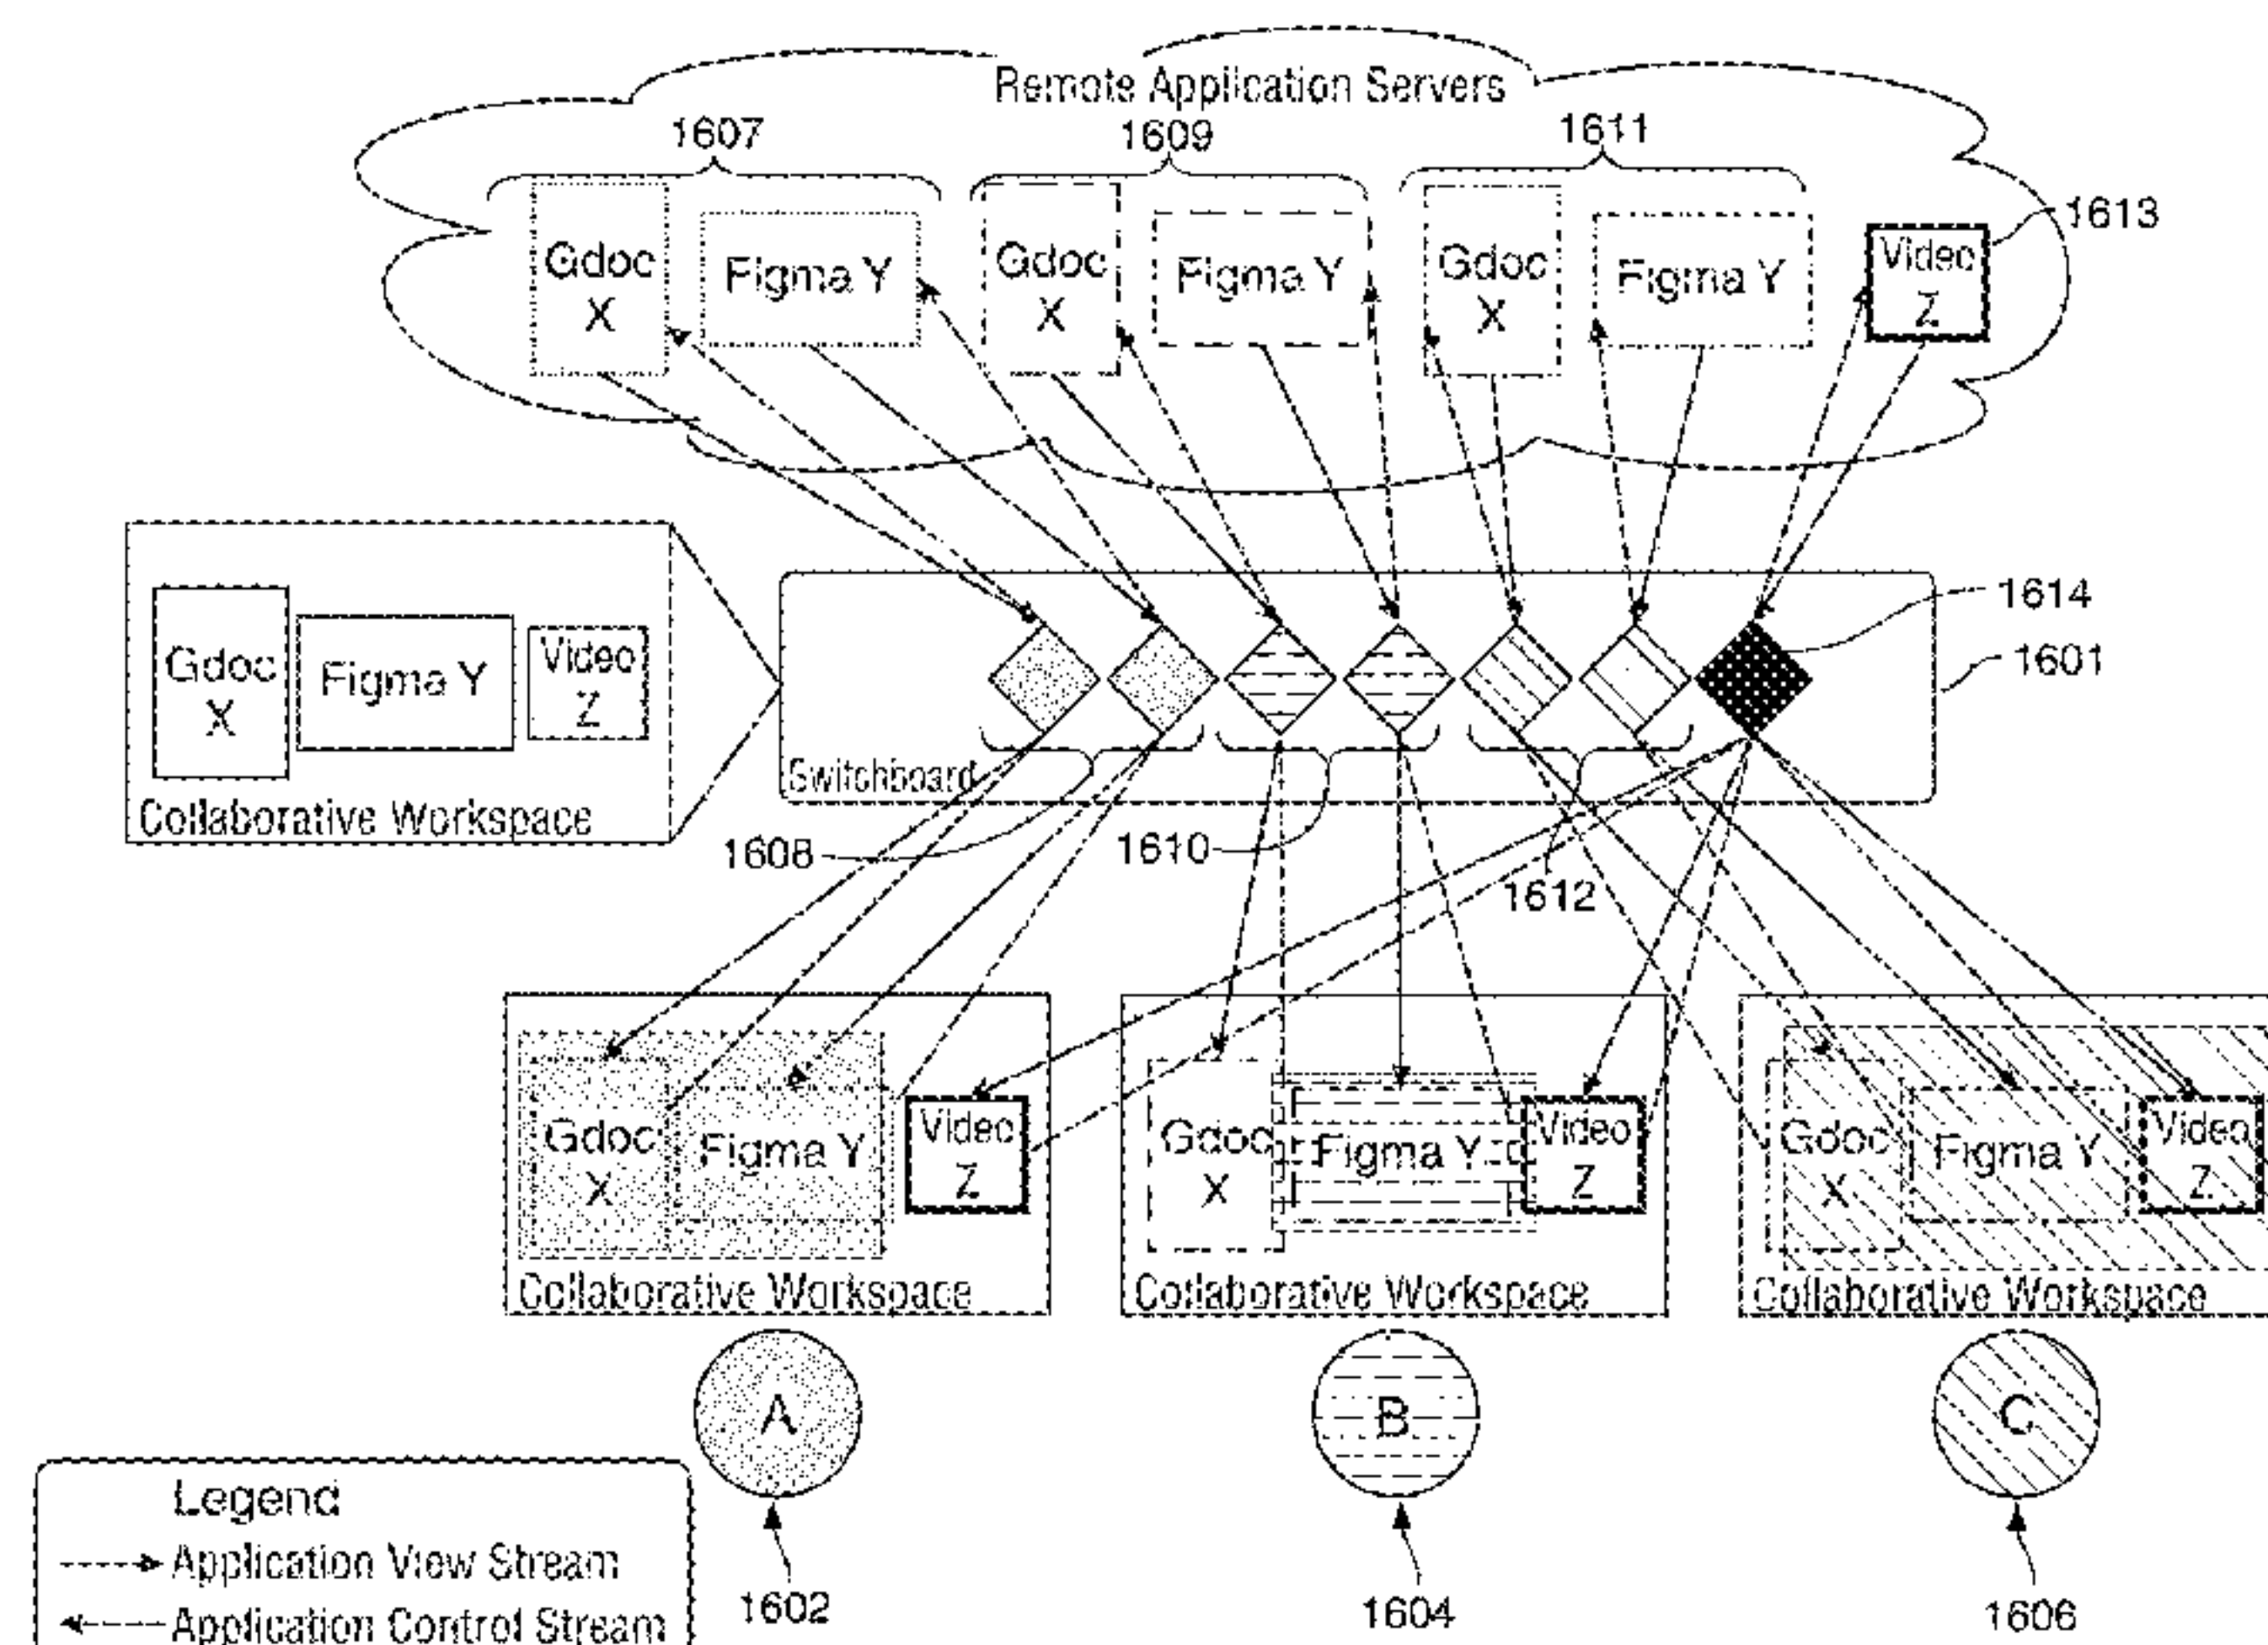 Remote Application Servers
1607
1609
1611
Gdoc
X
Figma Y
Gdoc
X
Figma Y
Gdoc
X
Figma Y
Video
Z
1613
Gdoc
X
Figma Y
Video
Z
Collaborative Workspace
Switchboard
1614
1601
1608
1610
1612
Gdoc
X
Figma Y
Video
Z
Collaborative Workspace
Gdoc
X
Figma Y
Video
Z
Collaborative Workspace
Gdoc
X
Figma Y
Video
Z
Collaborative Workspace
A
B
C
1602
1604
1606
Legend
Application View Stream
Application Control Stream